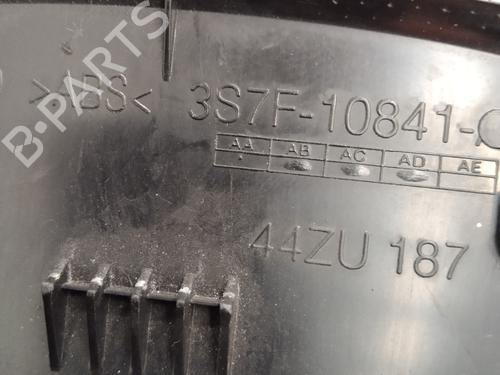 B-PARTS
>ABS< 3S7F-10841-
AA AB AC AD AE
44ZU 187